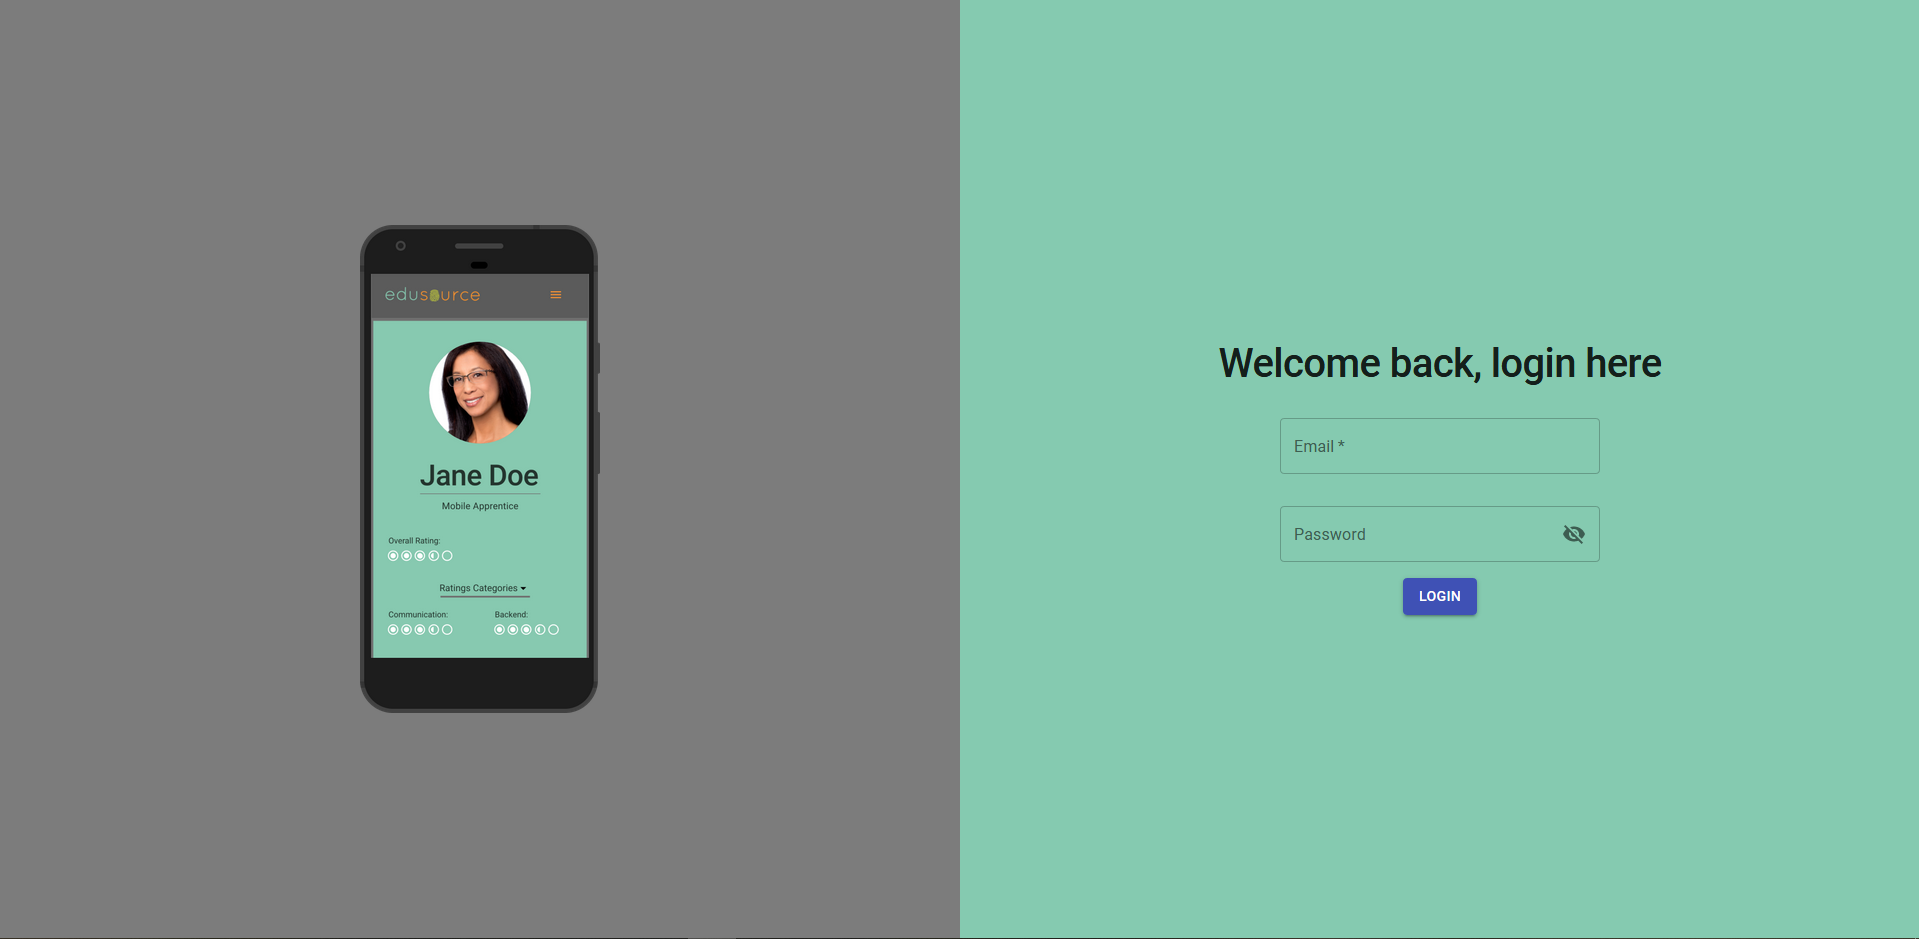 edusource
Jane Doe
Mobile Apprentice
Overall Rating:
Ratings Categories
Communication:
Backend:
Welcome back, login here
Email *
Password
LOGIN